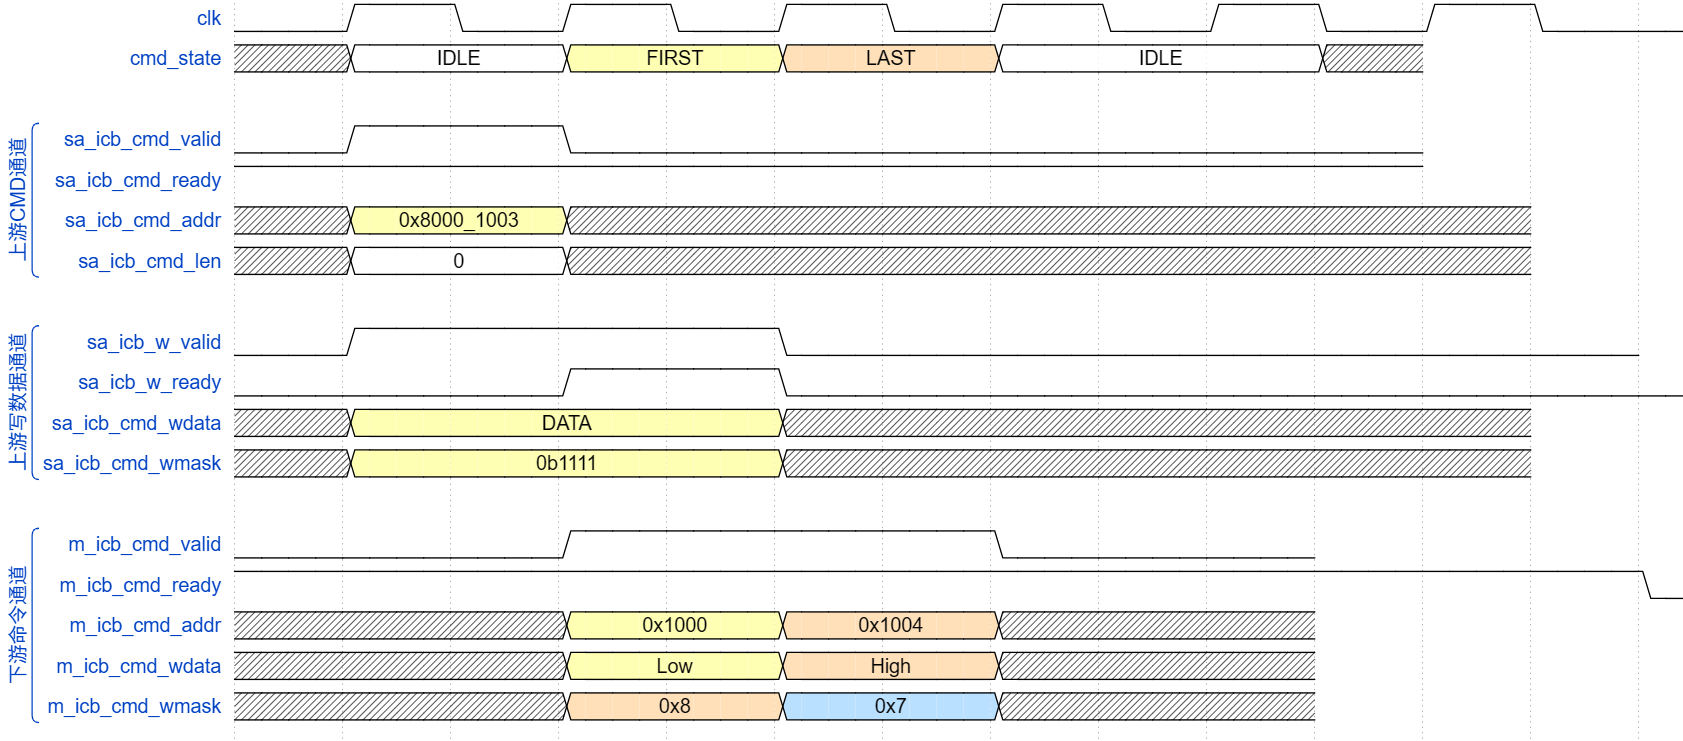 clk
cmd_state IDLE FIRST LAST IDLE
上游CMD通道
sa_icb_cmd_valid
sa_icb_cmd_ready
sa_icb_cmd_addr 0x8000_1003
sa_icb_cmd_len 0
上游写数据通道
sa_icb_w_valid
sa_icb_w_ready
sa_icb_cmd_wdata DATA
sa_icb_cmd_wmask 0b1111
下游命令通道
m_icb_cmd_valid
m_icb_cmd_ready
m_icb_cmd_addr 0x1000 0x1004
m_icb_cmd_wdata Low High
m_icb_cmd_wmask 0x8 0x7